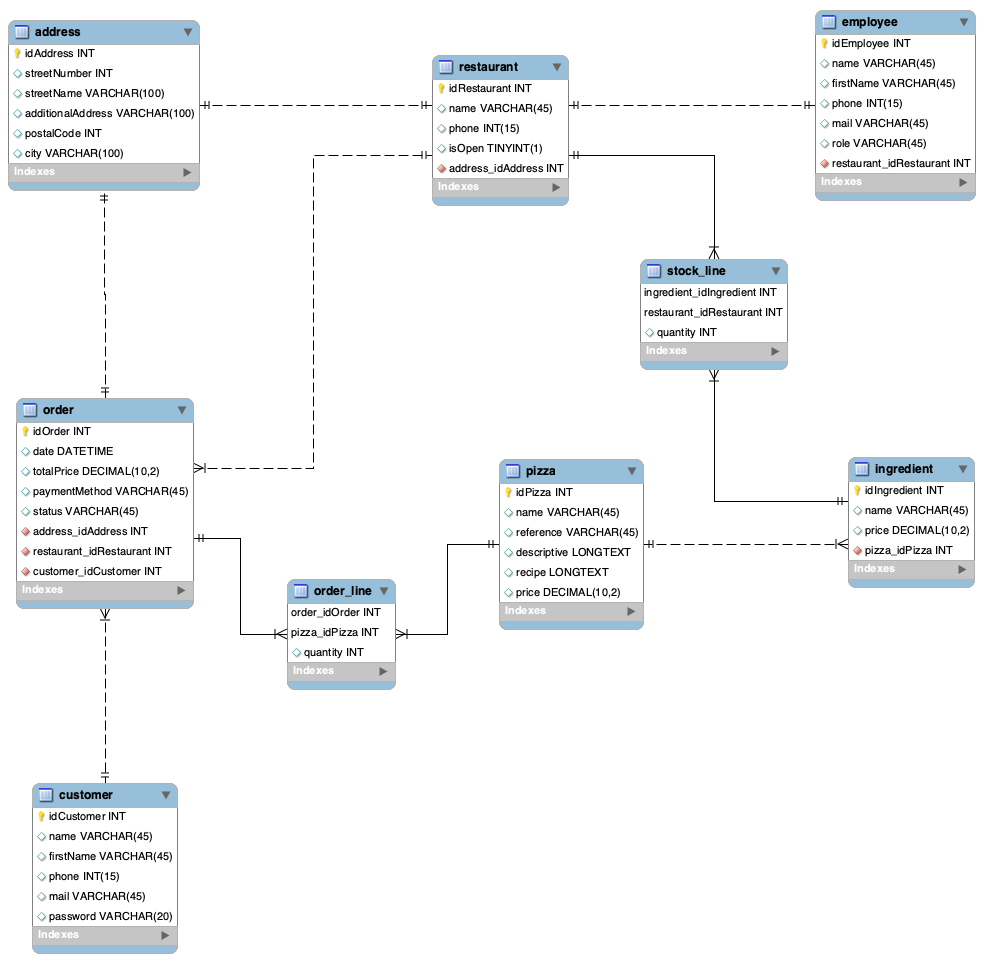 address
idAddress INT
streetNumber INT
streetName VARCHAR(100)
additionalAddress VARCHAR(100)
postalCode INT
city VARCHAR(100)
Indexes
restaurant
idRestaurant INT
name VARCHAR(45)
phone INT(15)
isOpen TINYINT(1)
address_idAddress INT
Indexes
employee
idEmployee INT
name VARCHAR(45)
firstName VARCHAR(45)
phone INT(15)
mail VARCHAR(45)
role VARCHAR(45)
restaurant_idRestaurant INT
Indexes
stock_line
ingredient_idIngredient INT
restaurant_idRestaurant INT
quantity INT
Indexes
order
idOrder INT
date DATETIME
totalPrice DECIMAL(10,2)
paymentMethod VARCHAR(45)
status VARCHAR(45)
address_idAddress INT
restaurant_idRestaurant INT
customer_idCustomer INT
Indexes
pizza
idPizza INT
name VARCHAR(45)
reference VARCHAR(45)
descriptive LONGTEXT
recipe LONGTEXT
price DECIMAL(10,2)
Indexes
ingredient
idIngredient INT
name VARCHAR(45)
price DECIMAL(10,2)
pizza_idPizza INT
Indexes
order_line
order_idOrder INT
pizza_idPizza INT
quantity INT
Indexes
customer
idCustomer INT
name VARCHAR(45)
firstName VARCHAR(45)
phone INT(15)
mail VARCHAR(45)
password VARCHAR(20)
Indexes